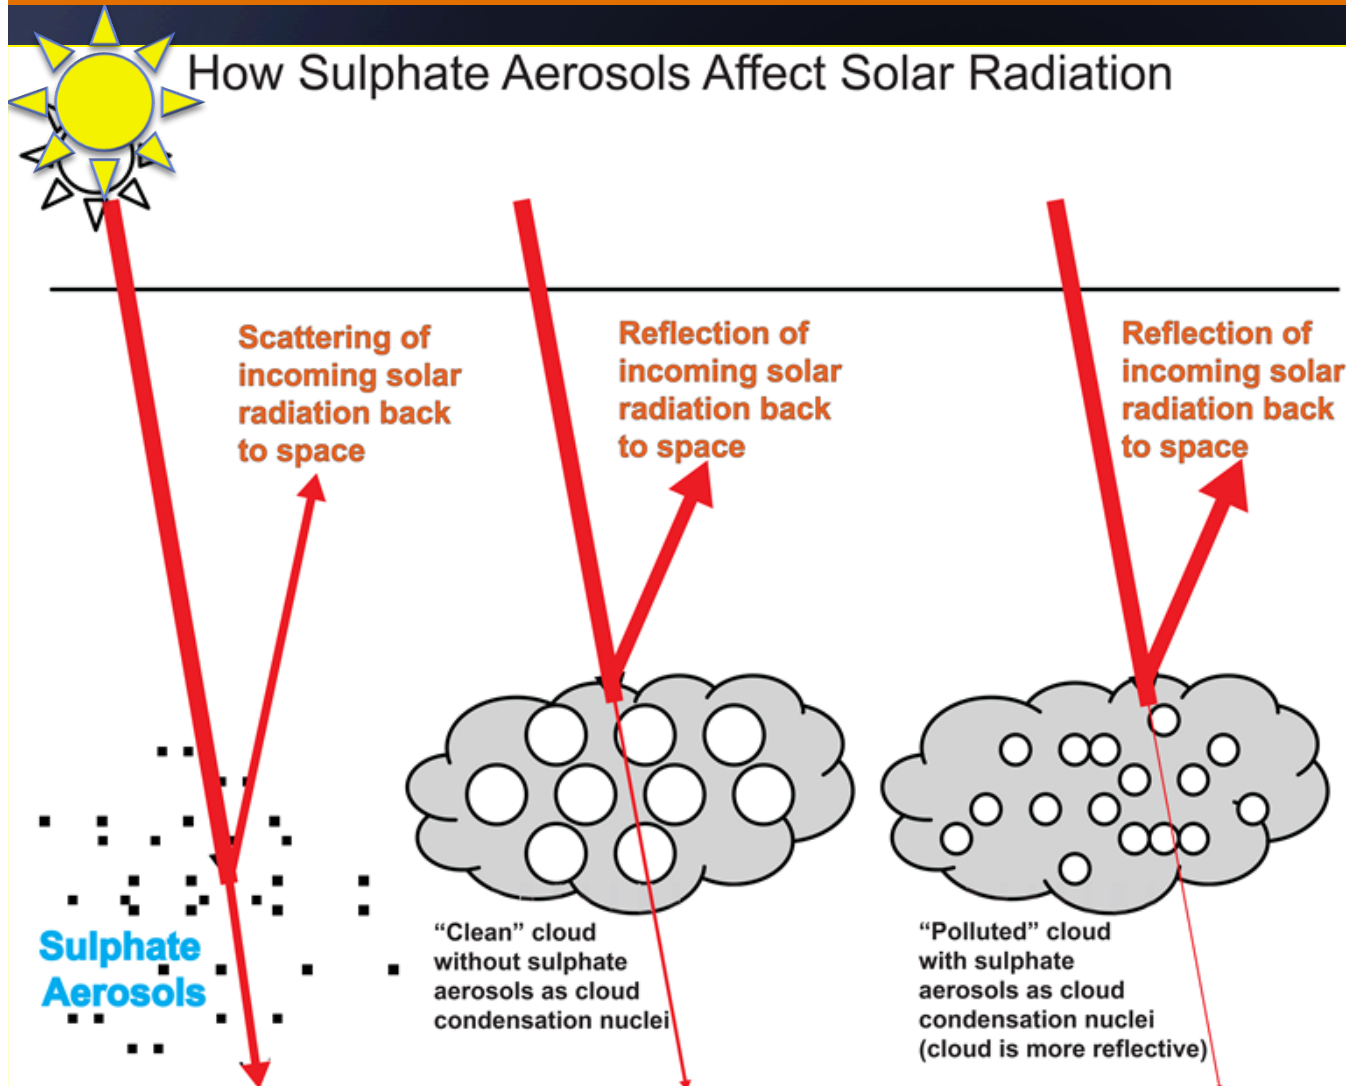 How Sulphate Aerosols Affect Solar Radiation
Scattering of
incoming solar
radiation back
to space
Reflection of
incoming solar
radiation back
to space
Reflection of
incoming solar
radiation back
to space
Sulphate
Aerosols
“Clean” cloud
without sulphate
aerosols as cloud
condensation nuclei
“Polluted” cloud
with sulphate
aerosols as cloud
condensation nuclei
(cloud is more reflective)